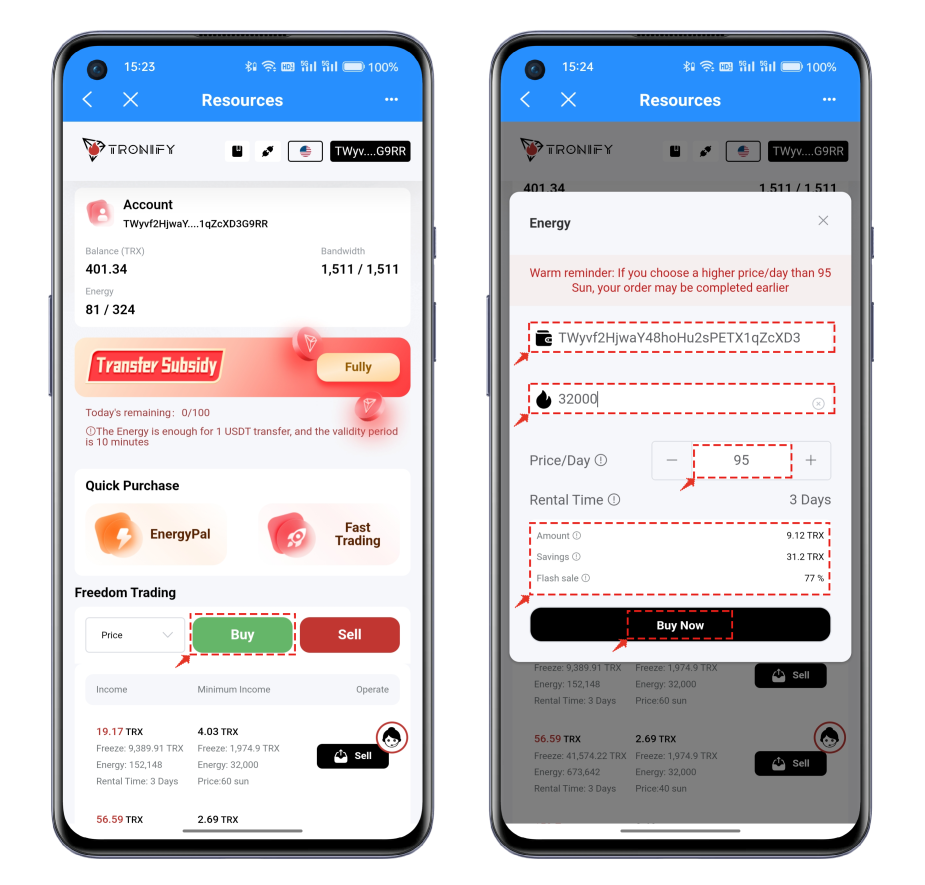 15:23
100%
Resources
TRONIFY
TWyv....G9RR
Account
TWyvf2HjwaY....1qZcXD3G9RR
Balance (TRX)
Bandwidth
401.34
1,511 / 1,511
Energy
81 / 324
Transfer Subsidy
Fully
Today's remaining: 0/100
The Energy is enough for 1 USDT transfer, and the validity period
is 10 minutes
Quick Purchase
EnergyPal
Fast
Trading
Freedom Trading
Price
Buy
Sell
Income
Minimum Income
Operate
19.17 TRX
4.03 TRX
Freeze: 9,389.91 TRX
Freeze: 1,974.9 TRX
Energy: 152,148
Energy: 32,000
Sell
Rental Time: 3 Days
Price:60 sun
56.59 TRX
2.69 TRX
15:24
100%
Resources
TRONIFY
TWyv....G9RR
401.34
1,511 / 1,511
Energy
Warm reminder: If you choose a higher price/day than 95
Sun, your order may be completed earlier
TWyvf2HjwaY48hoHu2sPETX1qZcXD3
32000
Price/Day
95
Rental Time
3 Days
Amount
9.12 TRX
Savings
31.2 TRX
Flash sale
77 %
Buy Now
Freeze: 9,389.91 TRX
Freeze: 1,974.9 TRX
Energy: 152,148
Energy: 32,000
Sell
Rental Time: 3 Days
Price:60 sun
56.59 TRX
2.69 TRX
Freeze: 41,574.22 TRX
Freeze: 1,974.9 TRX
Energy: 673,642
Energy: 32,000
Sell
Rental Time: 3 Days
Price:40 sun